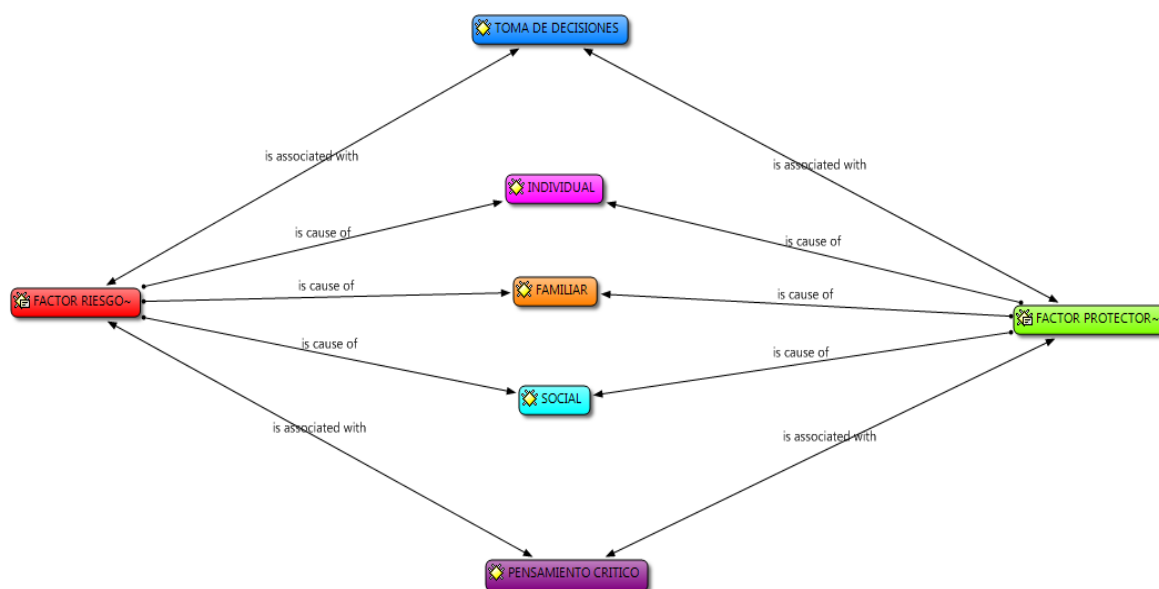 TOMA DE DECISIONES
is associated with
is associated with
INDIVIDUAL
is cause of
is cause of
FAMILIAR
is cause of
is cause of
FACTOR RIESGO~
FACTOR PROTECTOR~
is cause of
is cause of
SOCIAL
is associated with
is associated with
PENSAMIENTO CRITICO